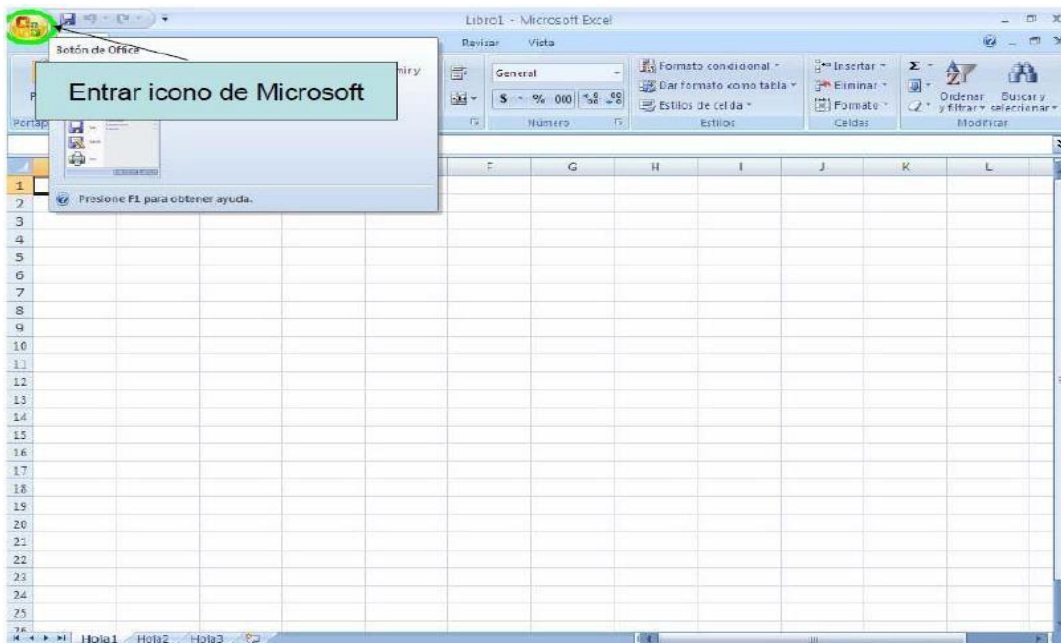 Libro1 - Microsoft Excel
Revisar Vista
Botón de Office
Entrar icono de Microsoft
General
$ % 000
Número
Formato condicional
Dar formato como tabla
Estilos de celda
Estilos
Insertar
Eliminar
Formato
Celdas
Σ
Ordenar y filtrar
Buscar y seleccionar
Modificar
Presione F1 para obtener ayuda.
F G H I J K L
1
2
3
4
5
6
7
8
9
10
11
12
13
14
15
16
17
18
19
20
21
22
23
24
25
26
Hoja1 Hoja2 Hoja3